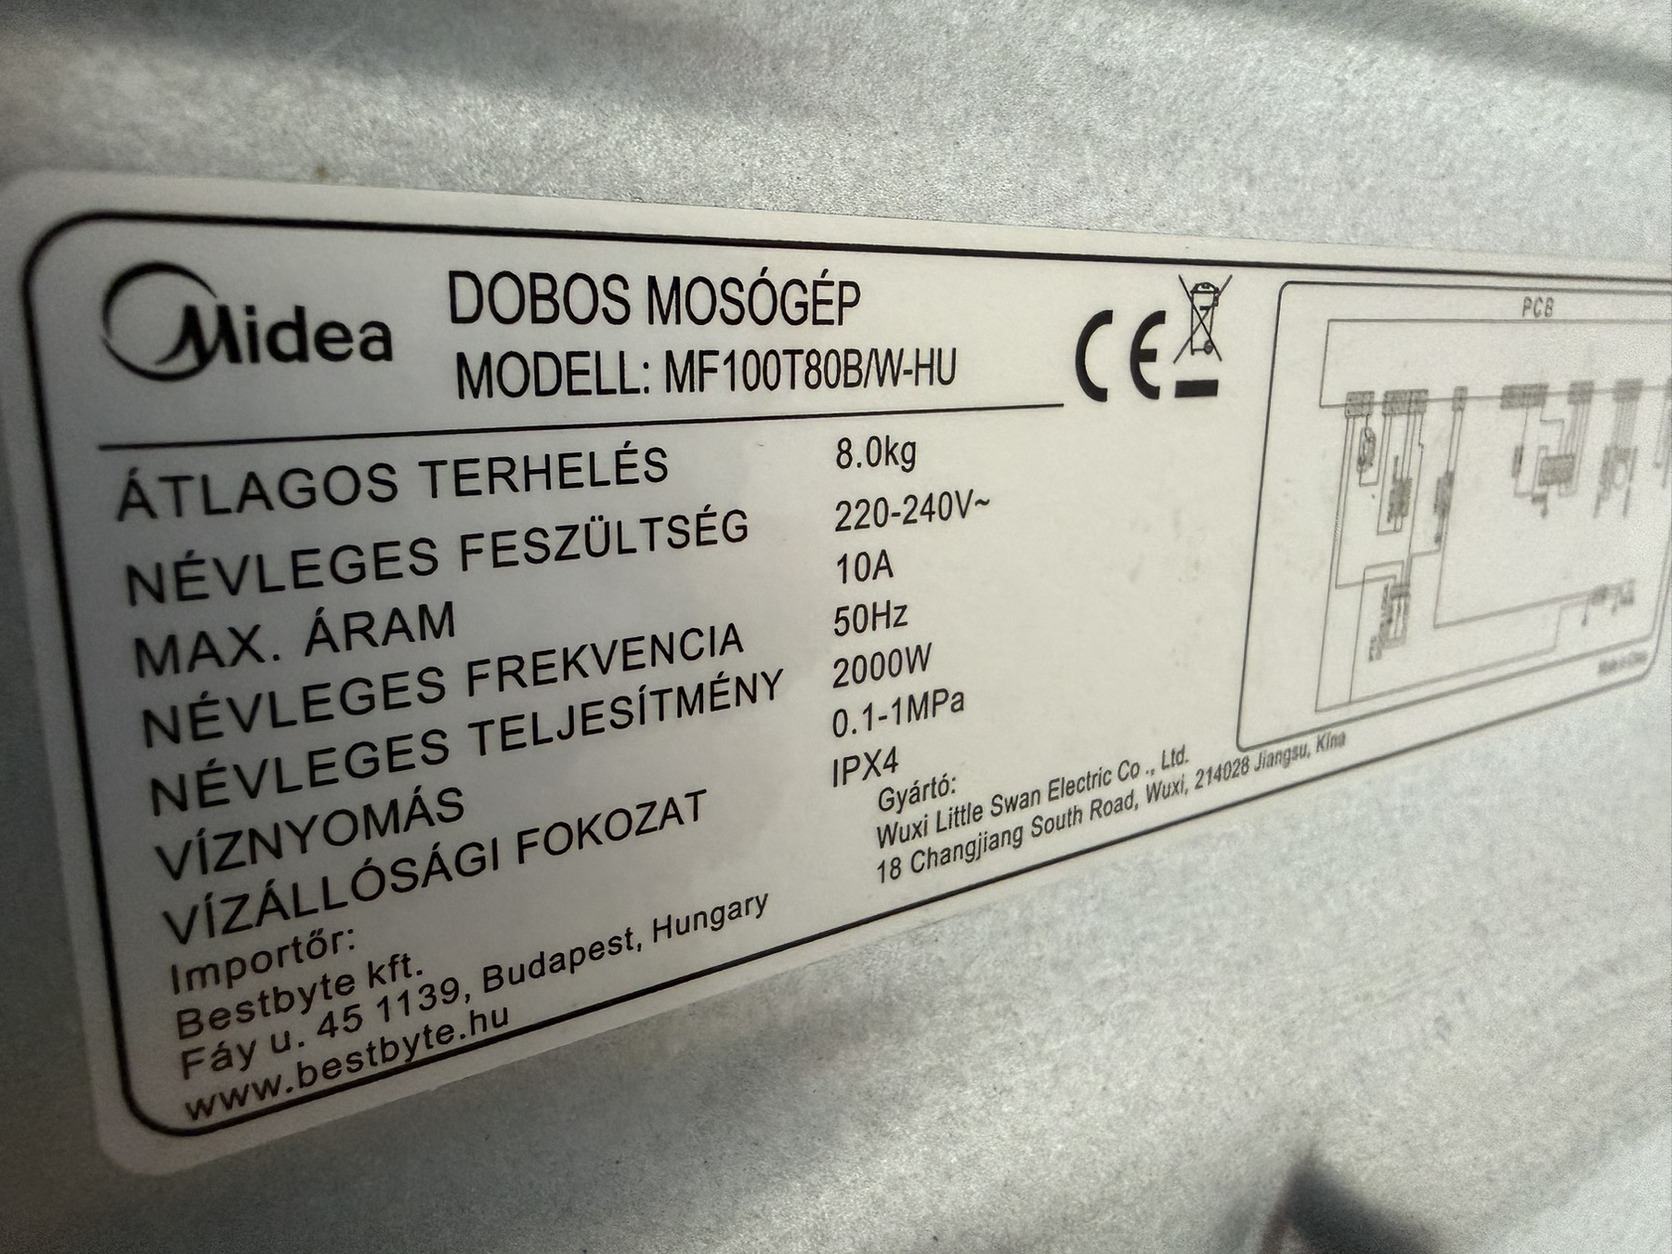 Midea
DOBOS MOSÓGÉP
MODELL: MF100T80B/W-HU
ÁTLAGOS TERHELÉS 8.0kg
NÉVLEGES FESZÜLTSÉG 220-240V~
MAX. ÁRAM 10A
NÉVLEGES FREKVENCIA 50Hz
NÉVLEGES TELJESÍTMÉNY 2000W
VÍZNYOMÁS 0.1-1MPa
VÍZÁLLÓSÁGI FOKOZAT IPX4
Importőr:
Bestbyte kft.
Fáy u. 45 1139, Budapest, Hungary
www.bestbyte.hu
Gyártó:
Wuxi Little Swan Electric Co ., Ltd.
18 Changjiang South Road, Wuxi, 214028 Jiangsu, Kína
CE
PCB